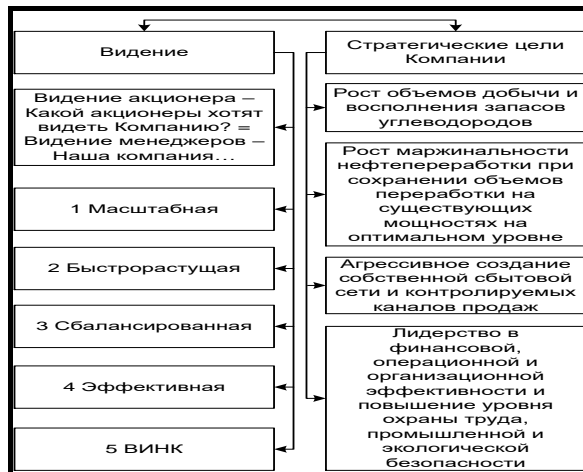 Видение
Видение акционера –
Какой акционеры хотят
видеть Компанию? =
Видение менеджеров –
Наша компания…
1 Масштабная
2 Быстрорастущая
3 Сбалансированная
4 Эффективная
5 ВИНК
Стратегические цели
Компании
Рост объемов добычи и
восполнения запасов
углеводородов
Рост маржинальности
нефтепереработки при
сохранении объемов
переработки на
существующих
мощностях на
оптимальном уровне
Агрессивное создание
собственной сбытовой
сети и контролируемых
каналов продаж
Лидерство в
финансовой,
операционной и
организационной
эффективности и
повышение уровня
охраны труда,
промышленной и
экологической
безопасности